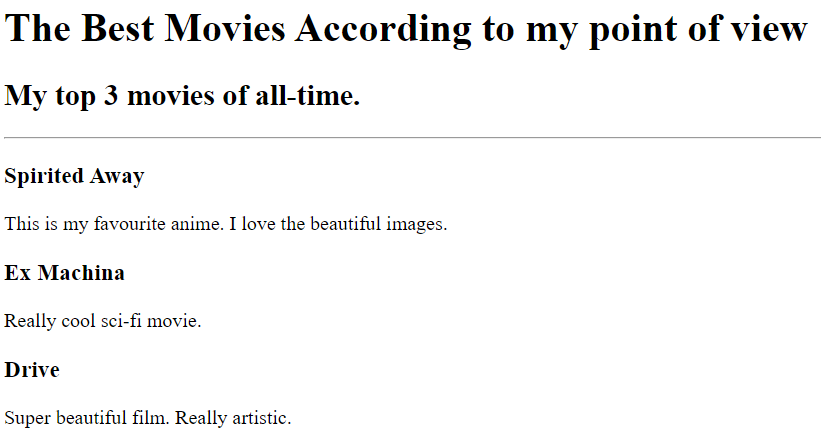 The Best Movies According to my point of view
My top 3 movies of all-time.
Spirited Away
This is my favourite anime. I love the beautiful images.
Ex Machina
Really cool sci-fi movie.
Drive
Super beautiful film. Really artistic.